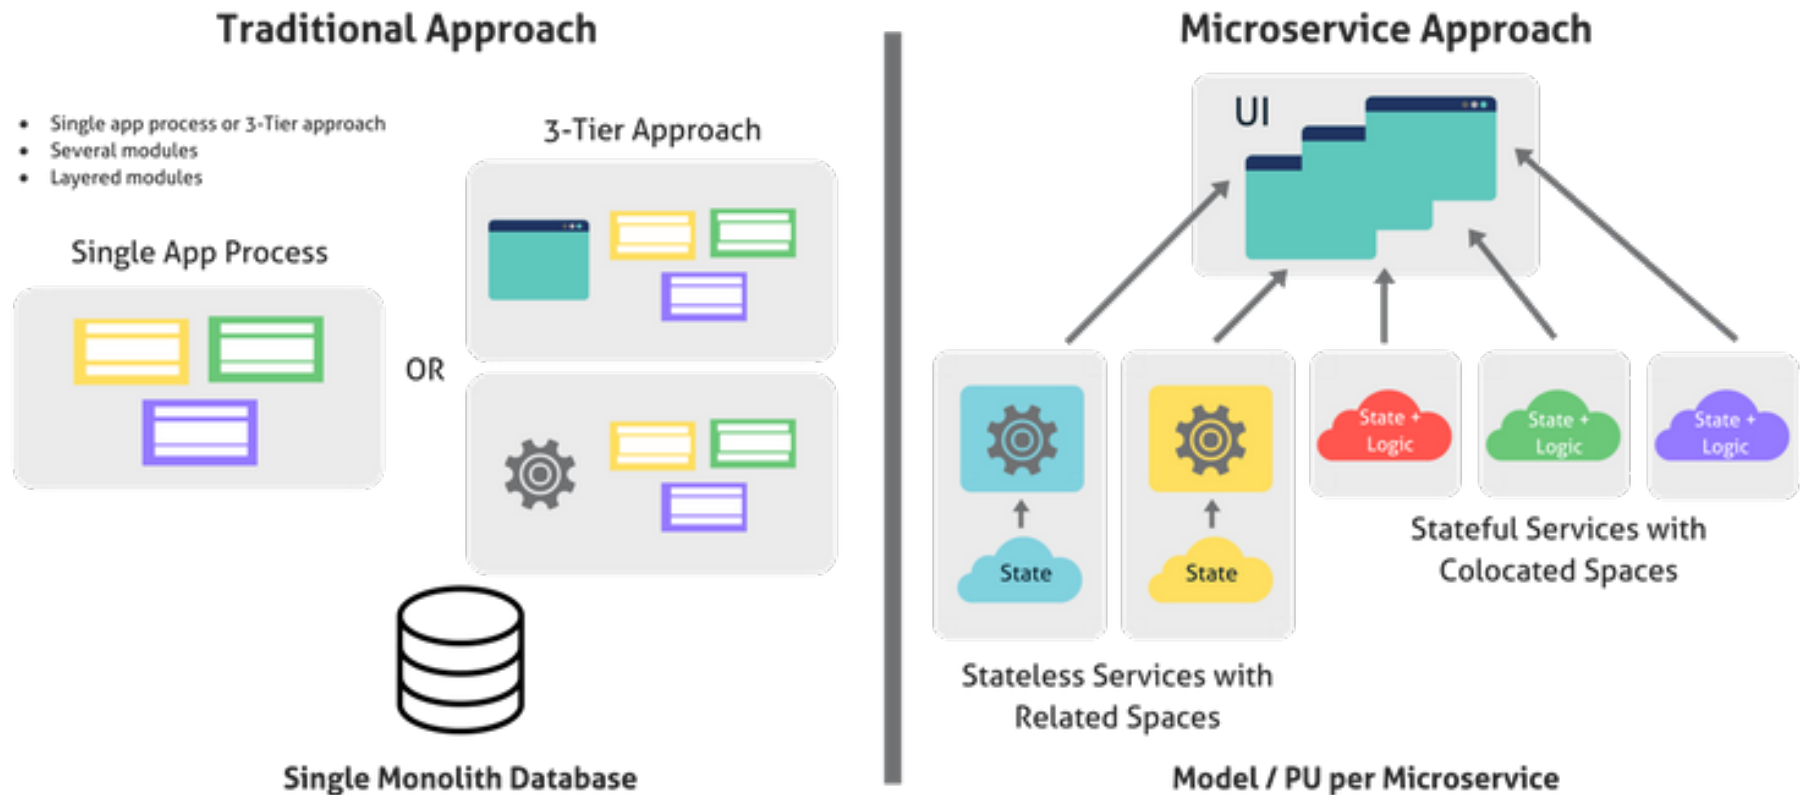 Traditional Approach
• Single app process or 3-Tier approach
• Several modules
• Layered modules
3-Tier Approach
Single App Process
OR
Single Monolith Database
Microservice Approach
UI
State
State
State +
Logic
State +
Logic
State +
Logic
Stateful Services with
Colocated Spaces
Stateless Services with
Related Spaces
Model / PU per Microservice